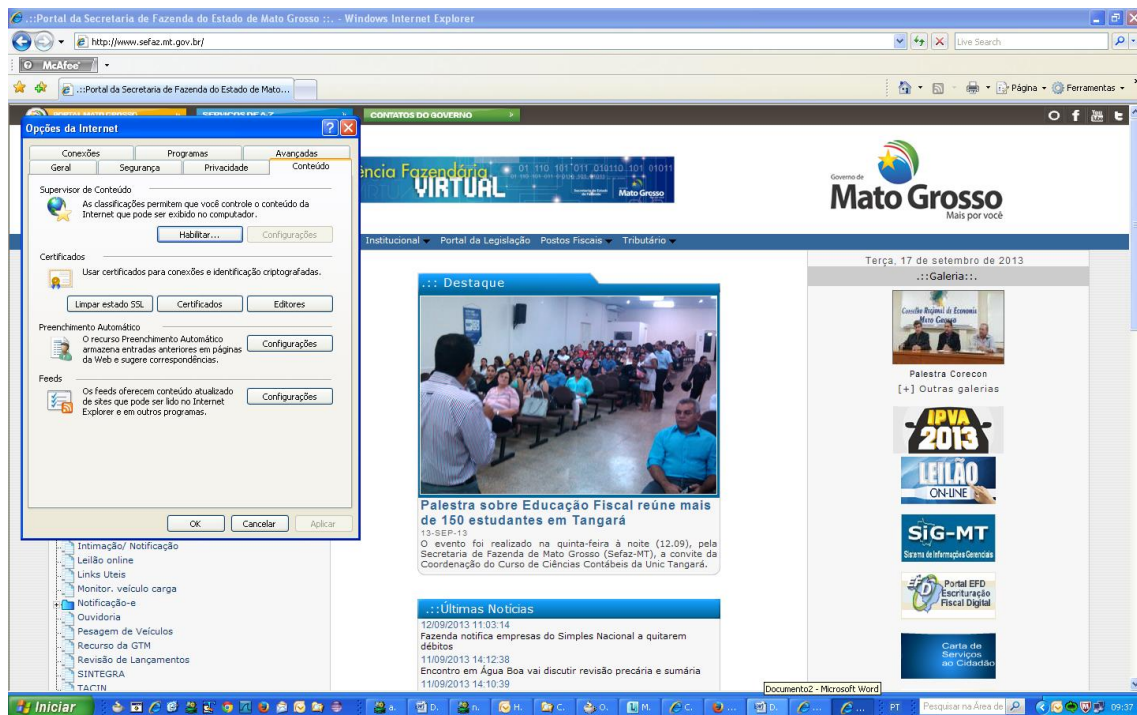 .::Portal da Secretaria de Fazenda do Estado de Mato Grosso ::. - Windows Internet Explorer
http://www.sefaz.mt.gov.br/
Live Search
McAfee
.::Portal da Secretaria de Fazenda do Estado de Mato...
Página
Ferramentas
CONTATOS DO GOVERNO
Opções da Internet
Conexões Programas Avançadas
Geral Segurança Privacidade Conteúdo
Supervisor de Conteúdo
As classificações permitem que você controle o conteúdo da
Internet que pode ser exibido no computador.
Habilitar... Configurações
Certificados
Usar certificados para conexões e identificação criptografadas.
Limpar estado SSL Certificados Editores
Preenchimento Automático
O recurso Preenchimento Automático
armazena entradas anteriores em páginas
da Web e sugere correspondências.
Configurações
Feeds
Os feeds oferecem conteúdo atualizado
de sites que pode ser lido no Internet
Explorer e em outros programas.
Configurações
OK Cancelar Aplicar
ência Fazendária
VIRTUAL
Mato Grosso
Governo de
Mato Grosso
Mais por você
Institucional Portal da Legislação Postos Fiscais Tributário
Terça, 17 de setembro de 2013
.::Galeria::.
Conselho Regional de Economia
Mato Grosso
Palestra Corecon
[+] Outras galerias
IPVA
2013
LEILÃO
ON-LINE
SiG-MT
Sistema de Informações Gerenciais
Portal EFD
Escrituração
Fiscal Digital
Carta de
Serviços
ao Cidadão
.:: Destaque
Palestra sobre Educação Fiscal reúne mais
de 150 estudantes em Tangará
13-SEP-13
O evento foi realizado na quinta-feira à noite (12.09), pela
Secretaria de Fazenda de Mato Grosso (Sefaz-MT), a convite da
Coordenação do Curso de Ciências Contábeis da Unic Tangará.
.::Últimas Notícias
12/09/2013 11:03:14
Fazenda notifica empresas do Simples Nacional a quitarem
débitos
11/09/2013 14:12:38
Encontro em Água Boa vai discutir revisão precária e sumária
11/09/2013 14:10:39
Intimação/ Notificação
Leilão online
Links Uteis
Monitor. veículo carga
Notificação-e
Ouvidoria
Pesagem de Veículos
Recurso da GTM
Revisão de Lançamentos
SINTEGRA
TACIN
Documento2 - Microsoft Word
Iniciar
a. D. n. H. C. O. M. C. ... D. ... ...
PT
Pesquisar na Área de
09:37